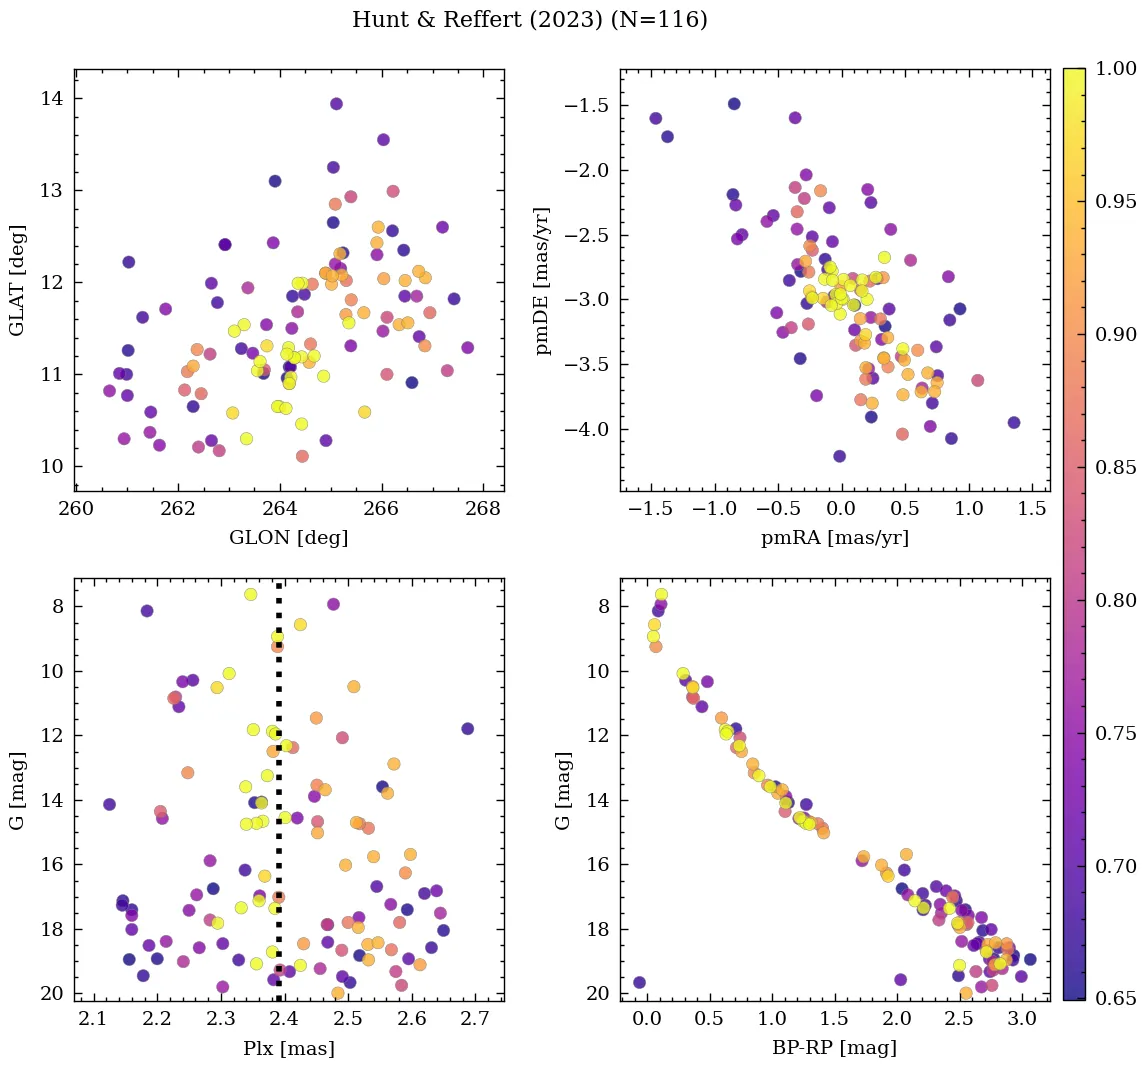 Hunt & Reffert (2023) (N=116)
14
13
12
11
10
GLAT [deg]
260 262 264 266 268
GLON [deg]
−1.5
−2.0
−2.5
−3.0
−3.5
−4.0
pmDE [mas/yr]
−1.5 −1.0 −0.5 0.0 0.5 1.0 1.5
pmRA [mas/yr]
8
10
12
14
16
18
20
G [mag]
2.1 2.2 2.3 2.4 2.5 2.6 2.7
Plx [mas]
8
10
12
14
16
18
20
G [mag]
0.0 0.5 1.0 1.5 2.0 2.5 3.0
BP-RP [mag]
1.00
0.95
0.90
0.85
0.80
0.75
0.70
0.65